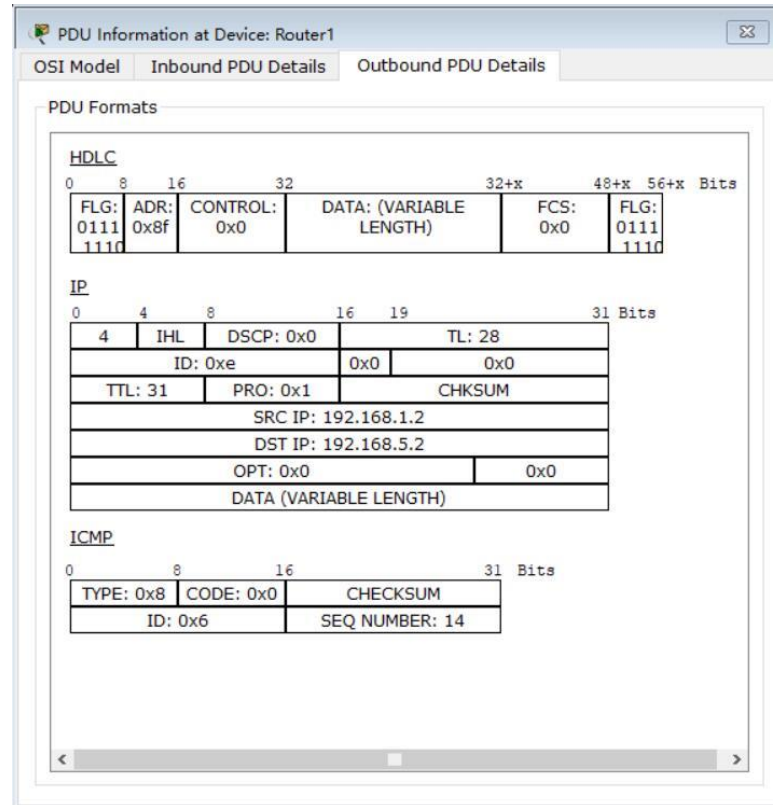 PDU Information at Device: Router1
OSI Model Inbound PDU Details Outbound PDU Details
PDU Formats
HDLC
0 8 16 32 32+x 48+x 56+x Bits
FLG: ADR: CONTROL: DATA: (VARIABLE FCS: FLG:
0111 0x8f 0x0 LENGTH) 0x0 0111
1110 1110
IP
0 4 8 16 19 31 Bits
4 IHL DSCP: 0x0 TL: 28
ID: 0xe 0x0 0x0
TTL: 31 PRO: 0x1 CHKSUM
SRC IP: 192.168.1.2
DST IP: 192.168.5.2
OPT: 0x0 0x0
DATA (VARIABLE LENGTH)
ICMP
0 8 16 31 Bits
TYPE: 0x8 CODE: 0x0 CHECKSUM
ID: 0x6 SEQ NUMBER: 14